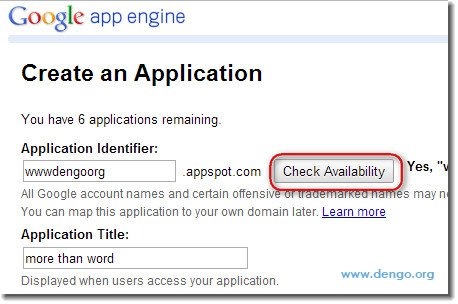 Google app engine
Create an Application
You have 6 applications remaining.
Application Identifier:
wwwdengoorg .appspot.com Check Availability Yes, "
All Google account names and certain offensive or trademarked names may
You can map this application to your own domain later. Learn more
Application Title:
more than word
Displayed when users access your application.
www.dengo.org